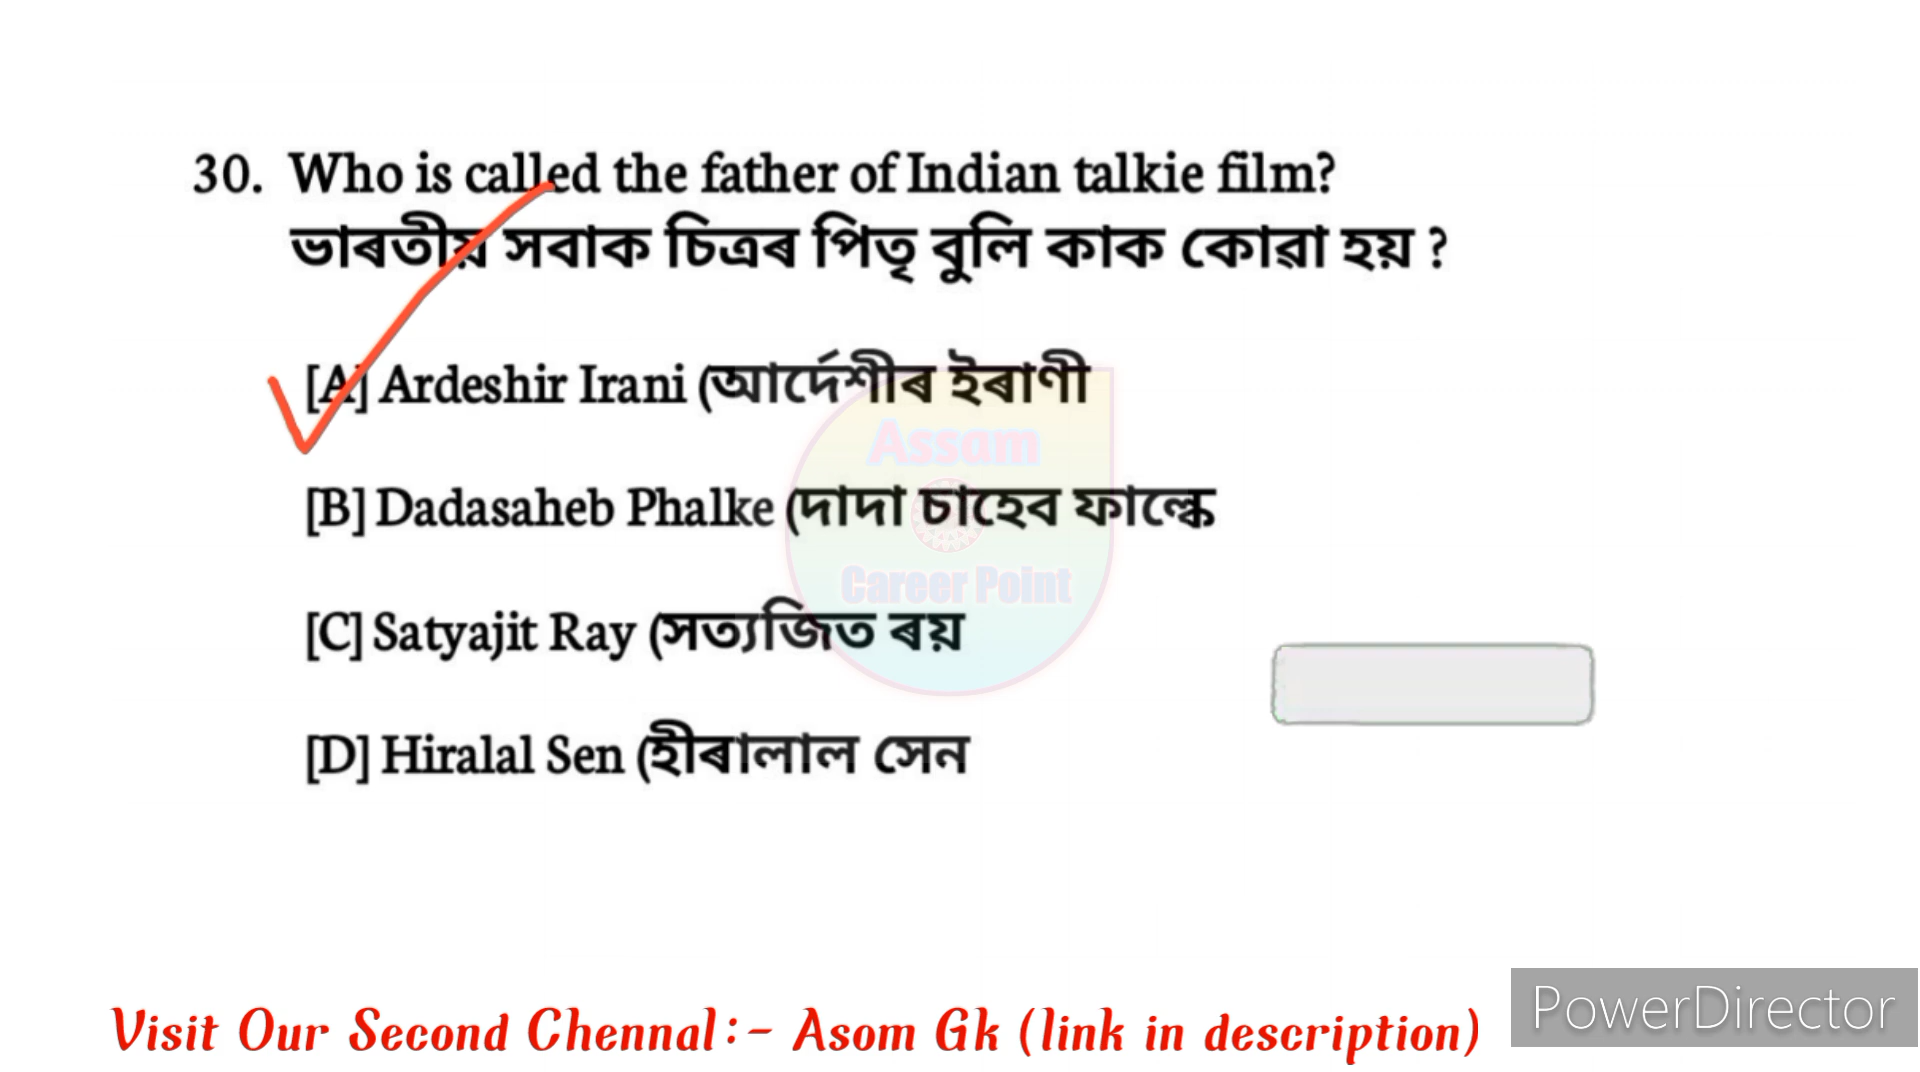 30. Who is called the father of Indian talkie film?
ভাৰতীয় সবাক চিত্ৰৰ পিতৃ বুলি কাক কোৱা হয় ?
[A] Ardeshir Irani (আৰ্দেশীৰ ইৰাণী
[B] Dadasaheb Phalke (দাদা চাহেব ফাল্কে
[C] Satyajit Ray (সত্যজিত ৰয়
[D] Hiralal Sen (হীৰালাল সেন
Assam
Career Point
Visit Our Second Chennal:- Asom Gk (link in description)
PowerDirector